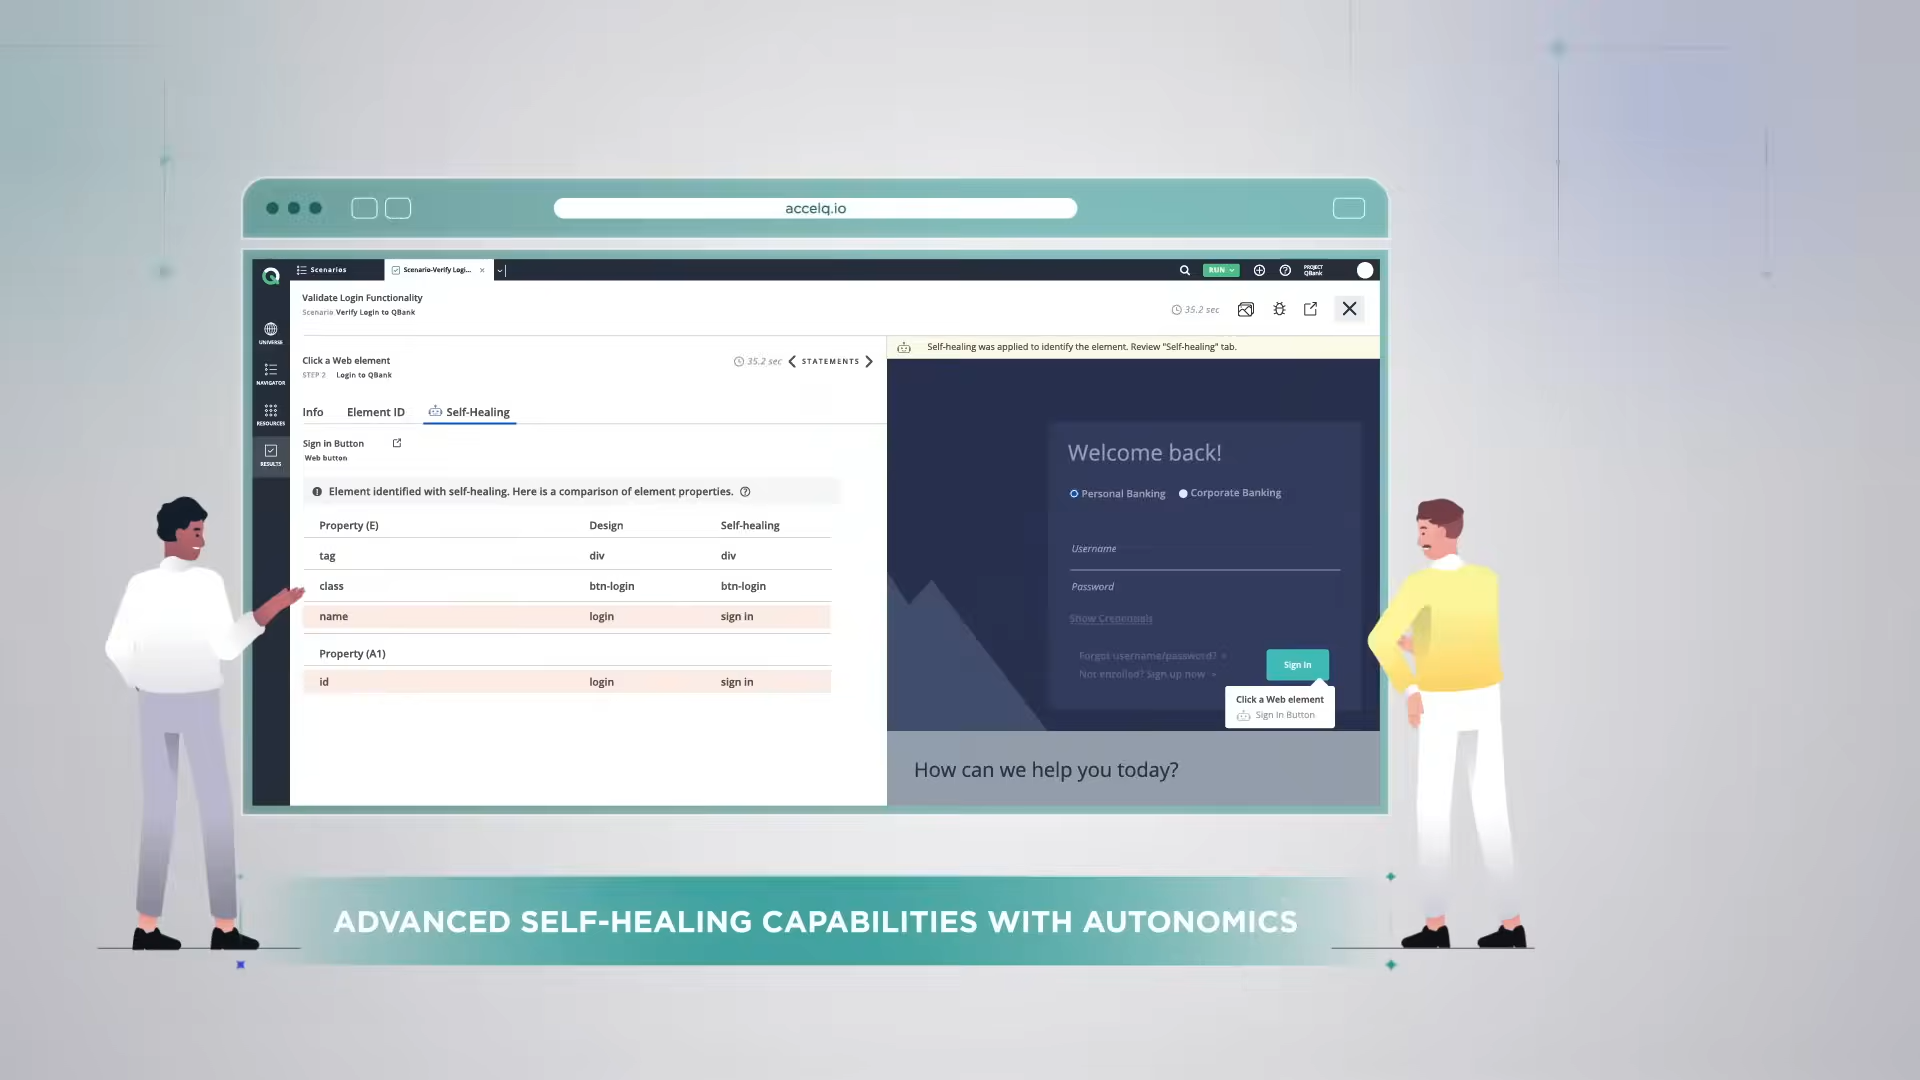 accelq.io
Scenarios
Scenario-Verify Logi...
RUN
PROJECT
QBank
Validate Login Functionality
Scenario Verify Login to QBank
35.2 sec
UNIVERSE
NAVIGATOR
RESOURCES
RESULTS
Click a Web element
STEP 2 Login to QBank
35.2 sec
STATEMENTS
Info Element ID Self-Healing
Sign in Button
Web button
Element identified with self-healing. Here is a comparison of element properties.
Property (E) Design Self-healing
tag div div
class btn-login btn-login
name login sign in
Property (A1)
id login sign in
Self-healing was applied to identify the element. Review "Self-healing" tab.
Welcome back!
Personal Banking Corporate Banking
Username
Password
Show Credentials
Forgot username/password?
Not enrolled? Sign up now
Sign In
Click a Web element
Sign In Button
How can we help you today?
ADVANCED SELF-HEALING CAPABILITIES WITH AUTONOMICS